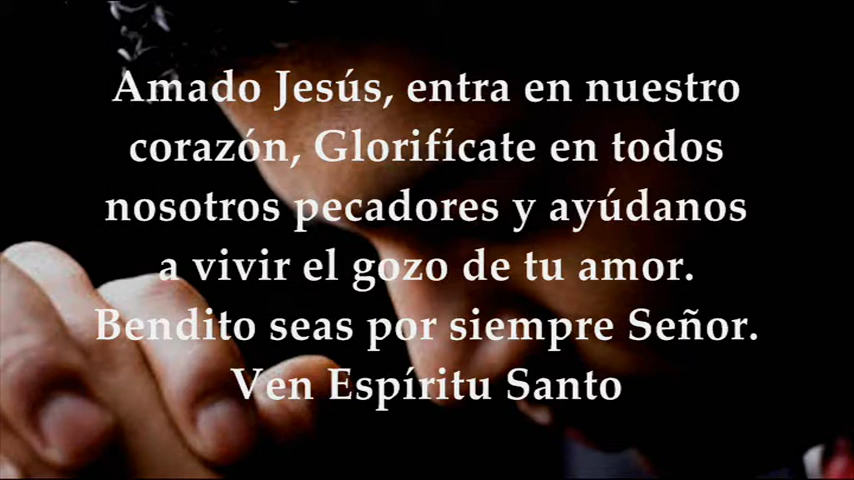 Amado Jesús, entra en nuestro
corazón, Glorifícate en todos
nosotros pecadores y ayúdanos
a vivir el gozo de tu amor.
Bendito seas por siempre Señor.
Ven Espíritu Santo